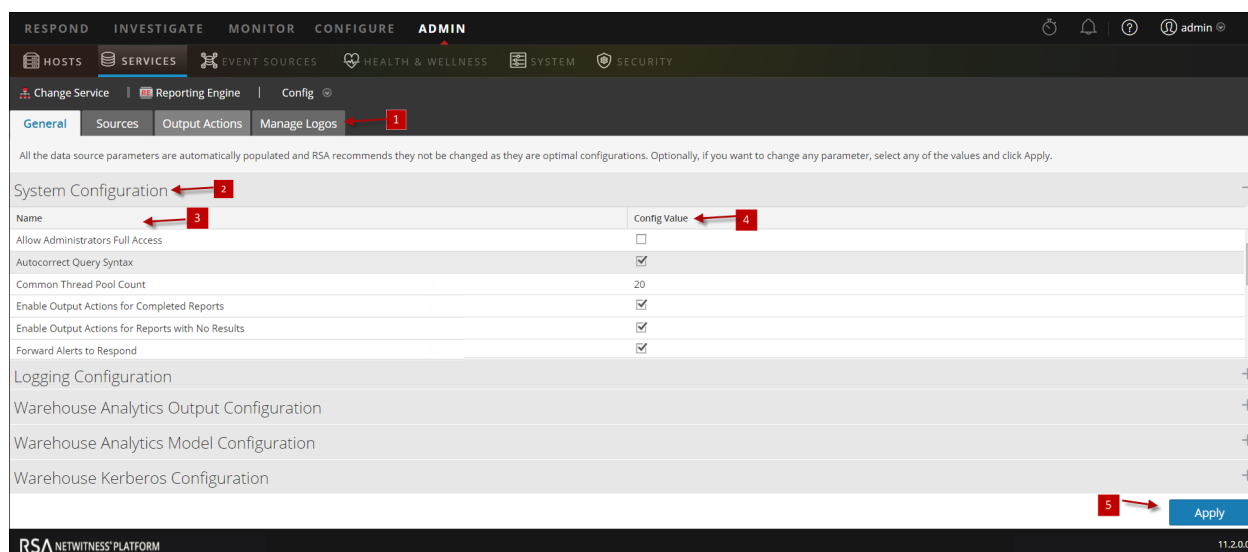 RESPOND INVESTIGATE MONITOR CONFIGURE ADMIN admin
HOSTS SERVICES EVENT SOURCES HEALTH & WELLNESS SYSTEM SECURITY
Change Service RE Reporting Engine Config
General Sources Output Actions Manage Logos 1
All the data source parameters are automatically populated and RSA recommends they not be changed as they are optimal configurations. Optionally, if you want to change any parameter, select any of the values and click Apply.
System Configuration 2
Name 3 Config Value 4
Allow Administrators Full Access
Autocorrect Query Syntax
Common Thread Pool Count 20
Enable Output Actions for Completed Reports
Enable Output Actions for Reports with No Results
Forward Alerts to Respond
Logging Configuration
Warehouse Analytics Output Configuration
Warehouse Analytics Model Configuration
Warehouse Kerberos Configuration
5 Apply
RSA NETWITNESS® PLATFORM 11.2.0.0